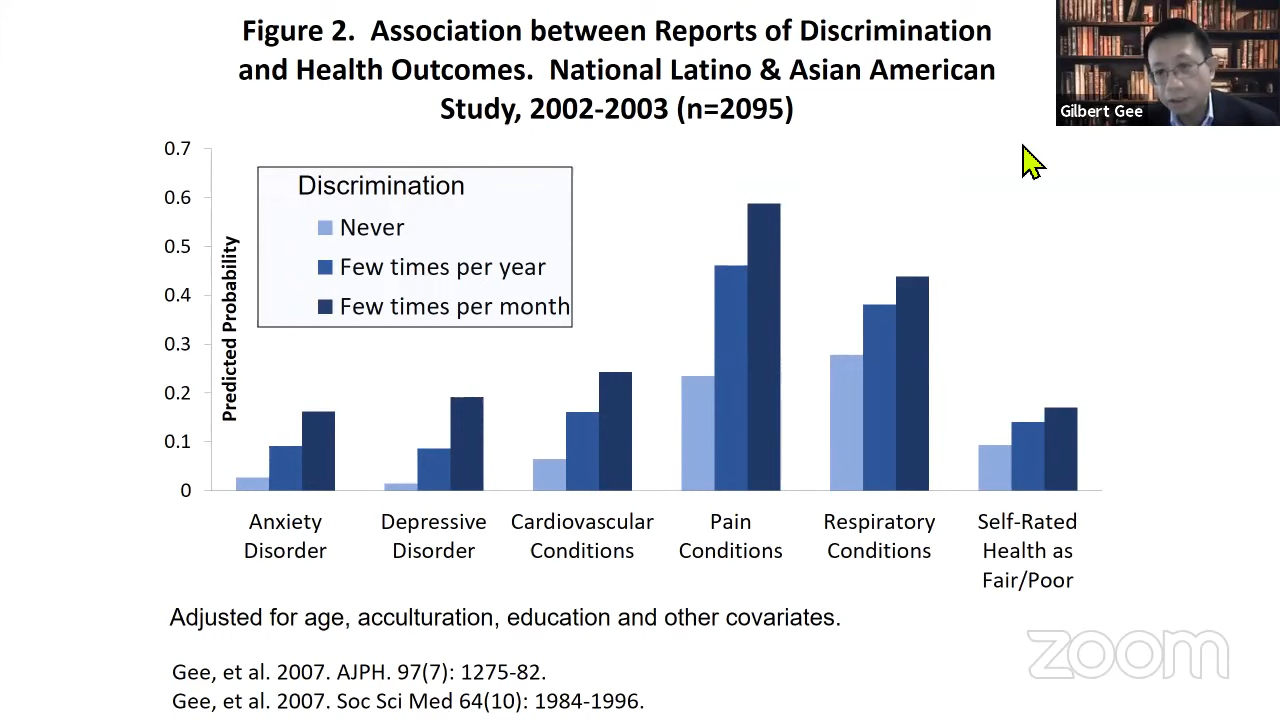 Figure 2.  Association between Reports of Discrimination
and Health Outcomes.  National Latino & Asian American
Study, 2002-2003 (n=2095)
Gilbert Gee
0.7
0.6
0.5
0.4
0.3
0.2
0.1
0
Predicted Probability
Discrimination
Never
Few times per year
Few times per month
Anxiety
Disorder
Depressive
Disorder
Cardiovascular
Conditions
Pain
Conditions
Respiratory
Conditions
Self-Rated
Health as
Fair/Poor
Adjusted for age, acculturation, education and other covariates.
Gee, et al. 2007. AJPH. 97(7): 1275-82.
Gee, et al. 2007. Soc Sci Med 64(10): 1984-1996.
zoom